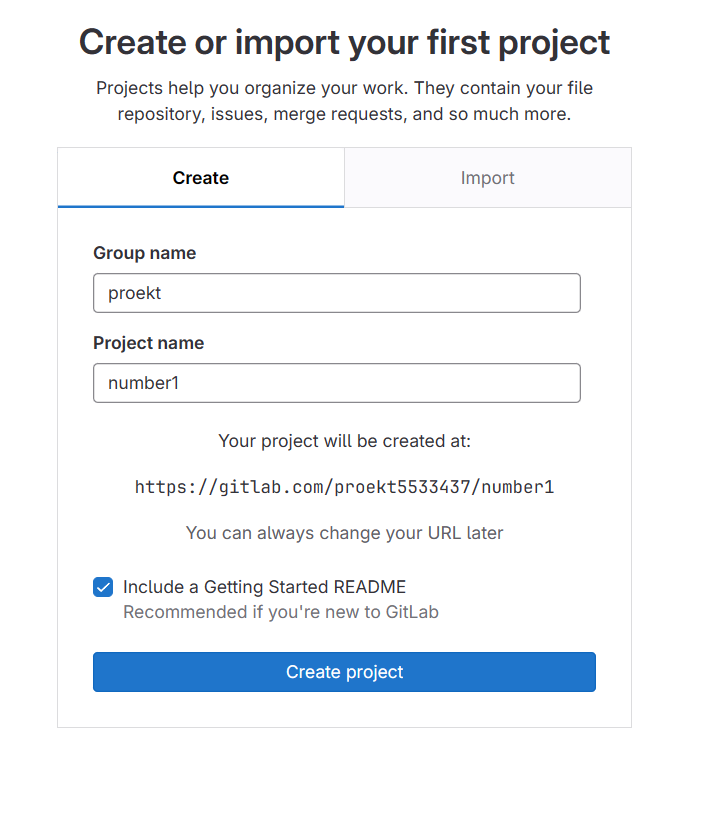 Create or import your first project
Projects help you organize your work. They contain your file
repository, issues, merge requests, and so much more.
Create
Import
Group name
proekt
Project name
number1
Your project will be created at:
https://gitlab.com/proekt5533437/number1
You can always change your URL later
Include a Getting Started README
Recommended if you're new to GitLab
Create project